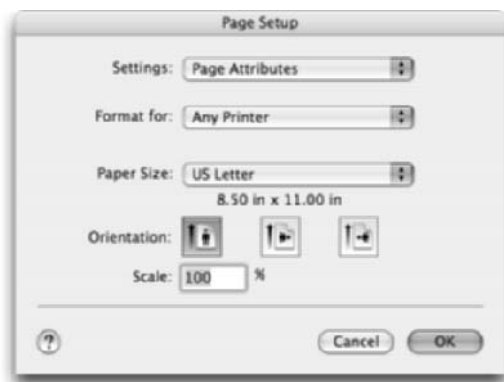 Page Setup
Settings: Page Attributes
Format for: Any Printer
Paper Size: US Letter
8.50 in x 11.00 in
Orientation:
Scale: 100 %
? Cancel OK